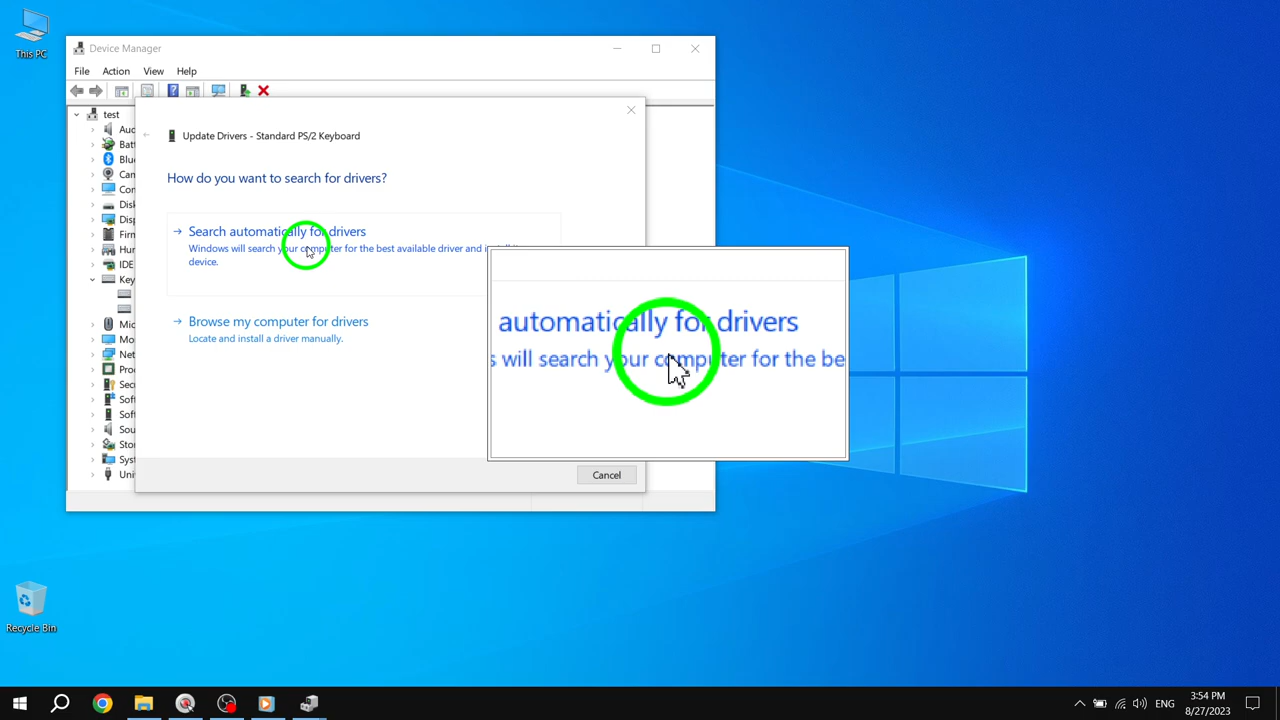 This PC
Device Manager
File Action View Help
test
Update Drivers - Standard PS/2 Keyboard
How do you want to search for drivers?
Search automatically for drivers
Windows will search your computer for the best available driver and
device.
Browse my computer for drivers
Locate and install a driver manually.
automatically for drivers
s will search your computer for the be
Cancel
Recycle Bin
ENG
3:54 PM
8/27/2023